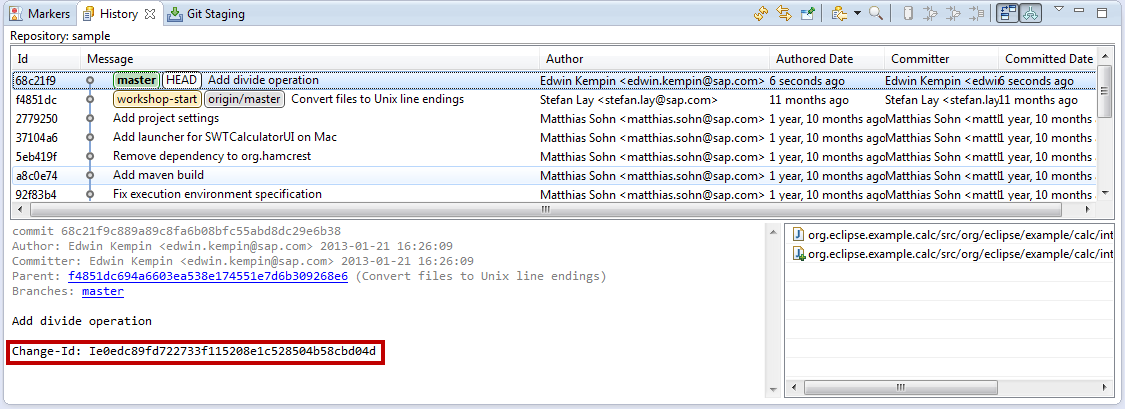 Markers History Git Staging
Repository: sample
Id Message Author Authored Date Committer Committed Date
68c21f9 master HEAD Add divide operation Edwin Kempin <edwin.kempin@sap.com> 6 seconds ago Edwin Kempin <edwi 6 seconds ago
f4851dc workshop-start origin/master Convert files to Unix line endings Stefan Lay <stefan.lay@sap.com> 11 months ago Stefan Lay <stefan.lay 11 months ago
2779250 Add project settings Matthias Sohn <matthias.sohn@sap.com> 1 year, 10 months ago Matthias Sohn <matt 1 year, 10 months a
37104a6 Add launcher for SWTCalculatorUI on Mac Matthias Sohn <matthias.sohn@sap.com> 1 year, 10 months ago Matthias Sohn <matt 1 year, 10 months a
5eb419f Remove dependency to org.hamcrest Matthias Sohn <matthias.sohn@sap.com> 1 year, 10 months ago Matthias Sohn <matt 1 year, 10 months a
a8c0e74 Add maven build Matthias Sohn <matthias.sohn@sap.com> 1 year, 10 months ago Matthias Sohn <matt 1 year, 10 months a
92f83b4 Fix execution environment specification Matthias Sohn <matthias.sohn@sap.com> 1 year, 10 months ago Matthias Sohn <matt 1 year, 10 months a
commit 68c21f9c889a89c8fa6b08bfc55abd8dc29e6b38
Author: Edwin Kempin <edwin.kempin@sap.com> 2013-01-21 16:26:09
Committer: Edwin Kempin <edwin.kempin@sap.com> 2013-01-21 16:26:09
Parent: f4851dc694a6603ea538e174551e7d6b309268e6 (Convert files to Unix line endings)
Branches: master
Add divide operation
Change-Id: Ie0edc89fd722733f115208e1c528504b58cbd04d
org.eclipse.example.calc/src/org/eclipse/example/calc/int
org.eclipse.example.calc/src/org/eclipse/example/calc/int